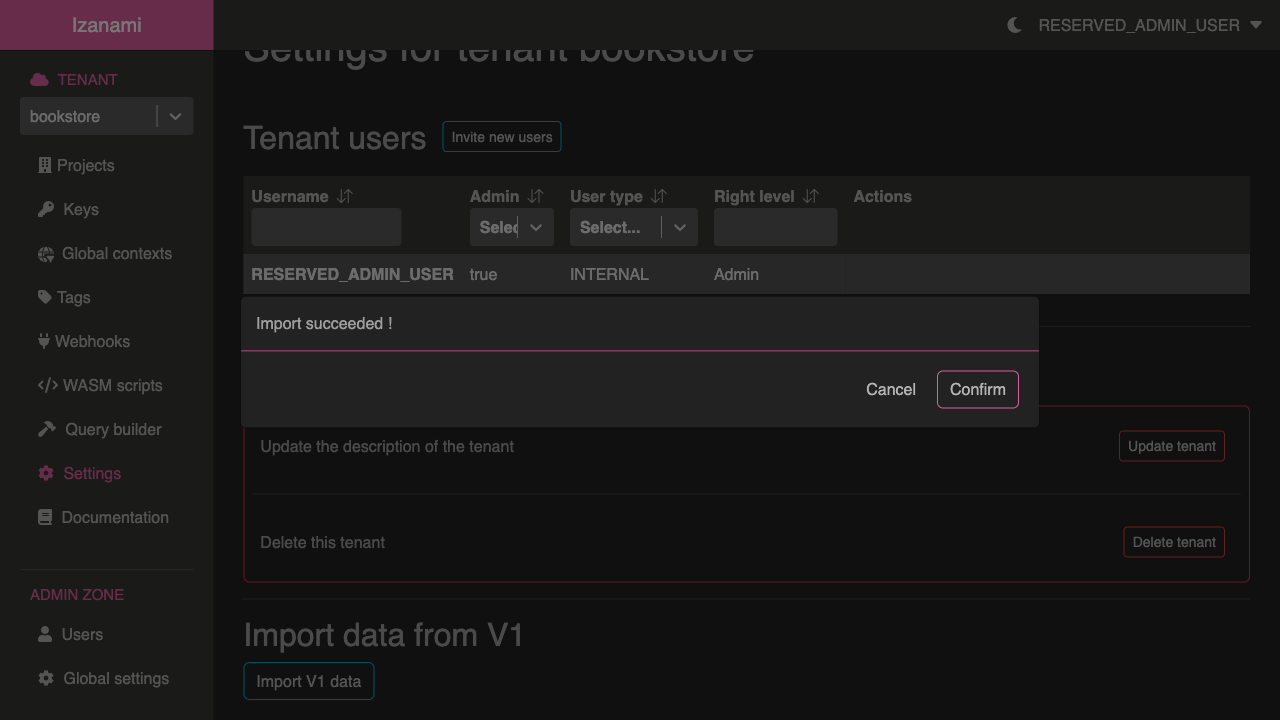 Izanami
RESERVED_ADMIN_USER
TENANT
bookstore
Projects
Keys
Global contexts
Tags
Webhooks
WASM scripts
Query builder
Settings
Documentation
ADMIN ZONE
Users
Global settings
Settings for tenant bookstore
Tenant users
Invite new users
Username Admin User type Right level Actions
Selec Select...
RESERVED_ADMIN_USER true INTERNAL Admin
Import succeeded !
Cancel Confirm
Update the description of the tenant Update tenant
Delete this tenant Delete tenant
Import data from V1
Import V1 data